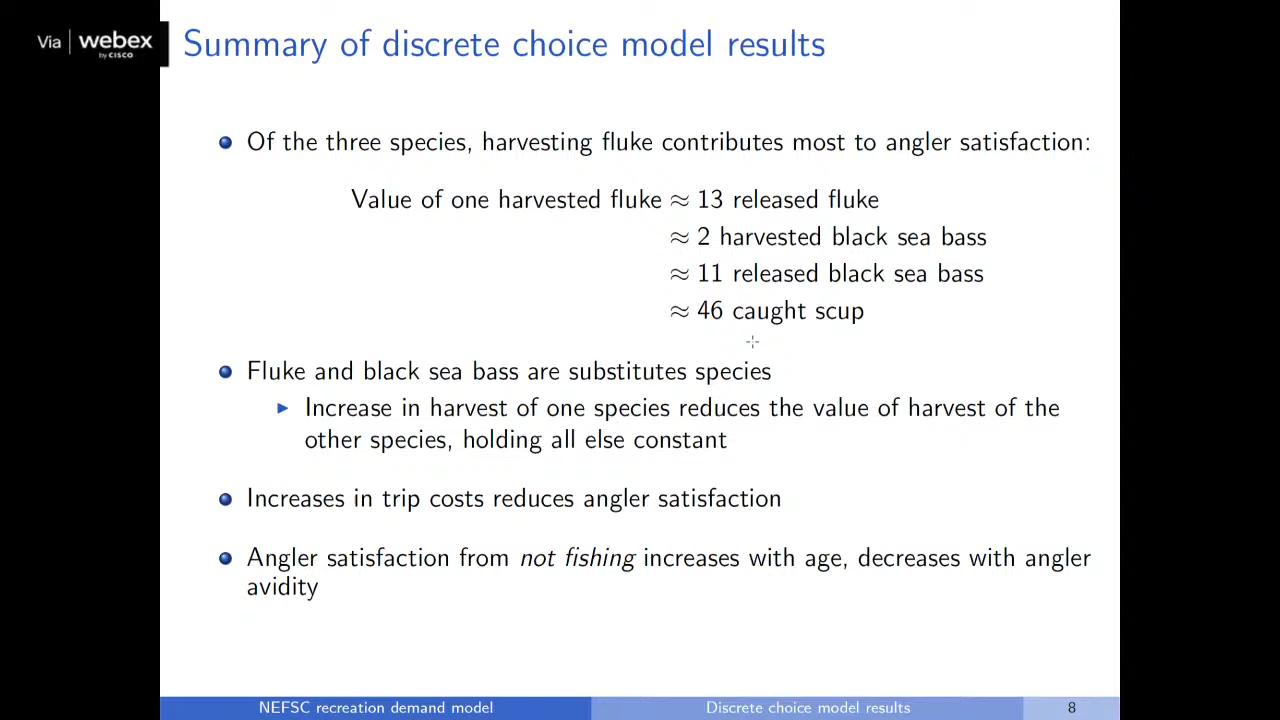 Via webex
by CISCO
Summary of discrete choice model results
Of the three species, harvesting fluke contributes most to angler satisfaction:
Value of one harvested fluke ≈ 13 released fluke
≈ 2 harvested black sea bass
≈ 11 released black sea bass
≈ 46 caught scup
Fluke and black sea bass are substitutes species
Increase in harvest of one species reduces the value of harvest of the
other species, holding all else constant
Increases in trip costs reduces angler satisfaction
Angler satisfaction from not fishing increases with age, decreases with angler
avidity
NEFSC recreation demand model Discrete choice model results 8